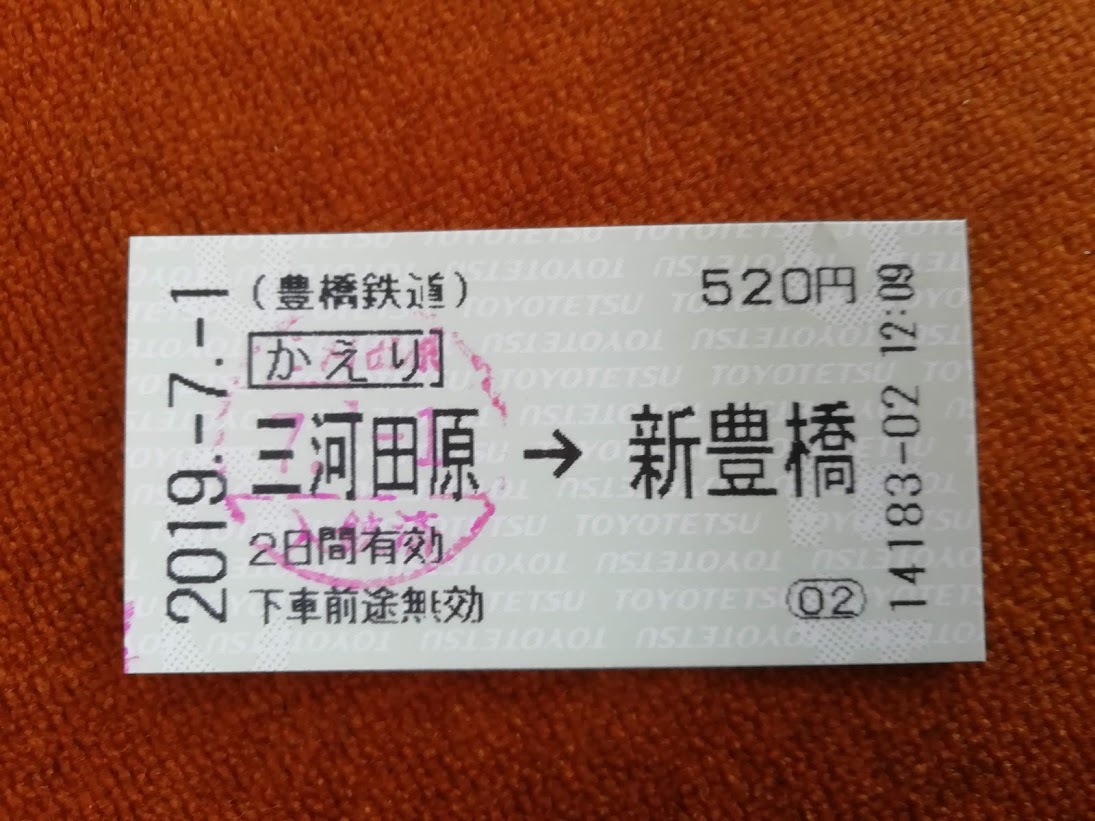 2019.-7.-1
(豊橋鉄道)
520円
かえり
三河田原 → 新豊橋
2日間有効
下車前途無効
02
14183-02 12:09
7.-1
TOYOTETSU